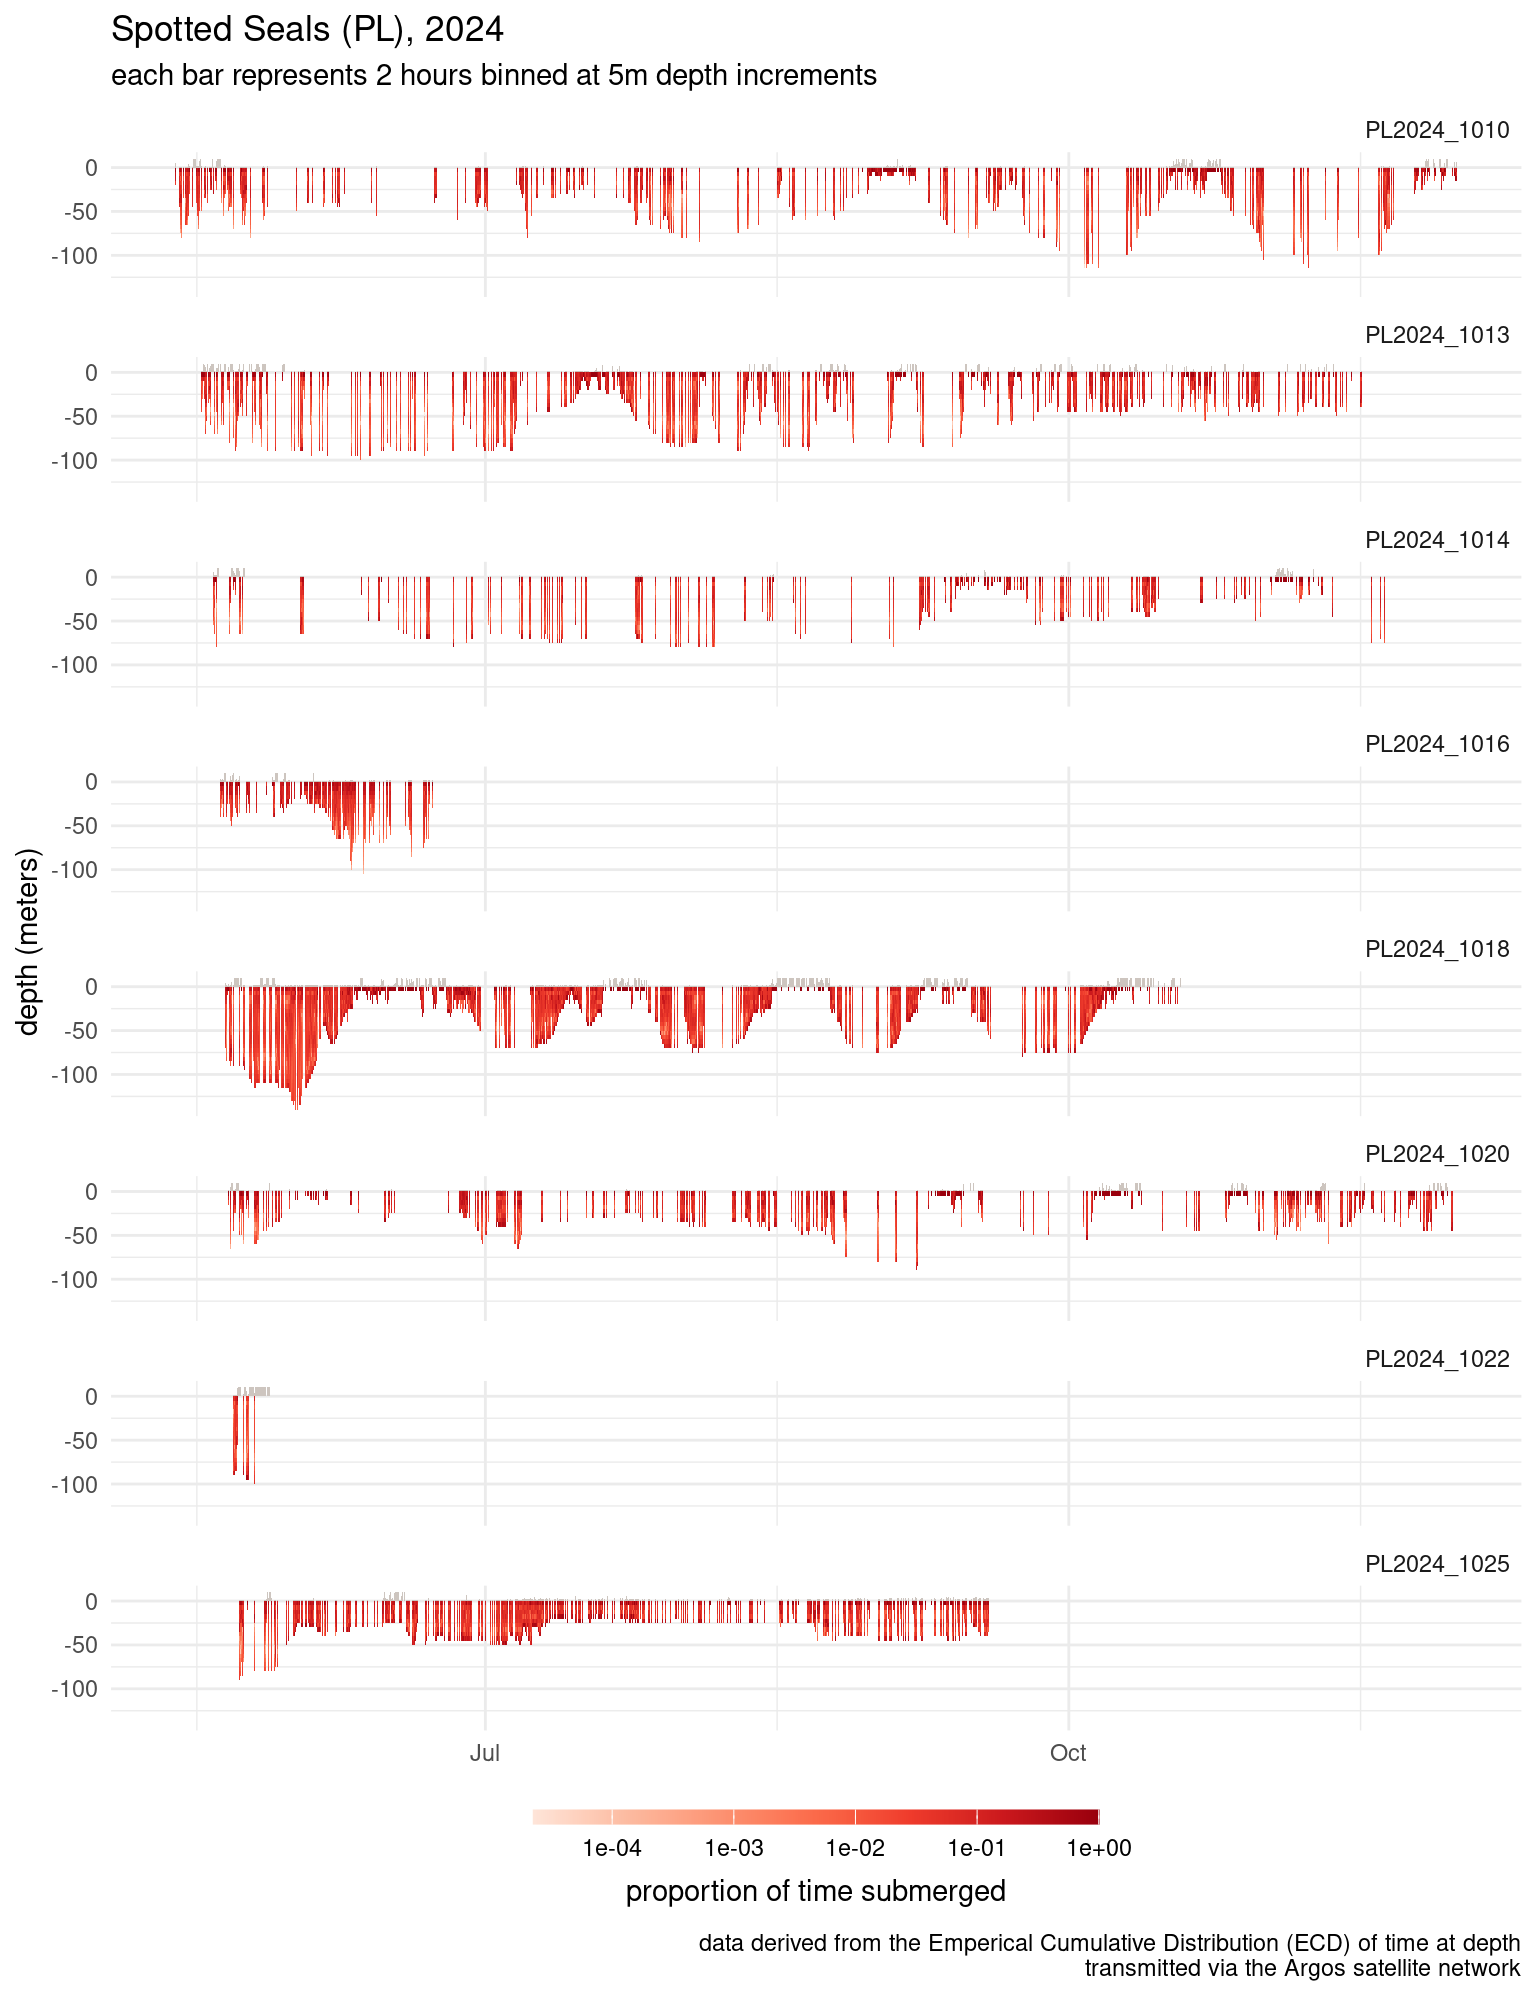 Spotted Seals (PL), 2024
each bar represents 2 hours binned at 5m depth increments
PL2024_1010
0
-50
-100
PL2024_1013
0
-50
-100
PL2024_1014
0
-50
-100
PL2024_1016
0
-50
-100
depth (meters)
PL2024_1018
0
-50
-100
PL2024_1020
0
-50
-100
PL2024_1022
0
-50
-100
PL2024_1025
0
-50
-100
Jul Oct
1e-04 1e-03 1e-02 1e-01 1e+00
proportion of time submerged
data derived from the Emperical Cumulative Distribution (ECD) of time at depth
transmitted via the Argos satellite network